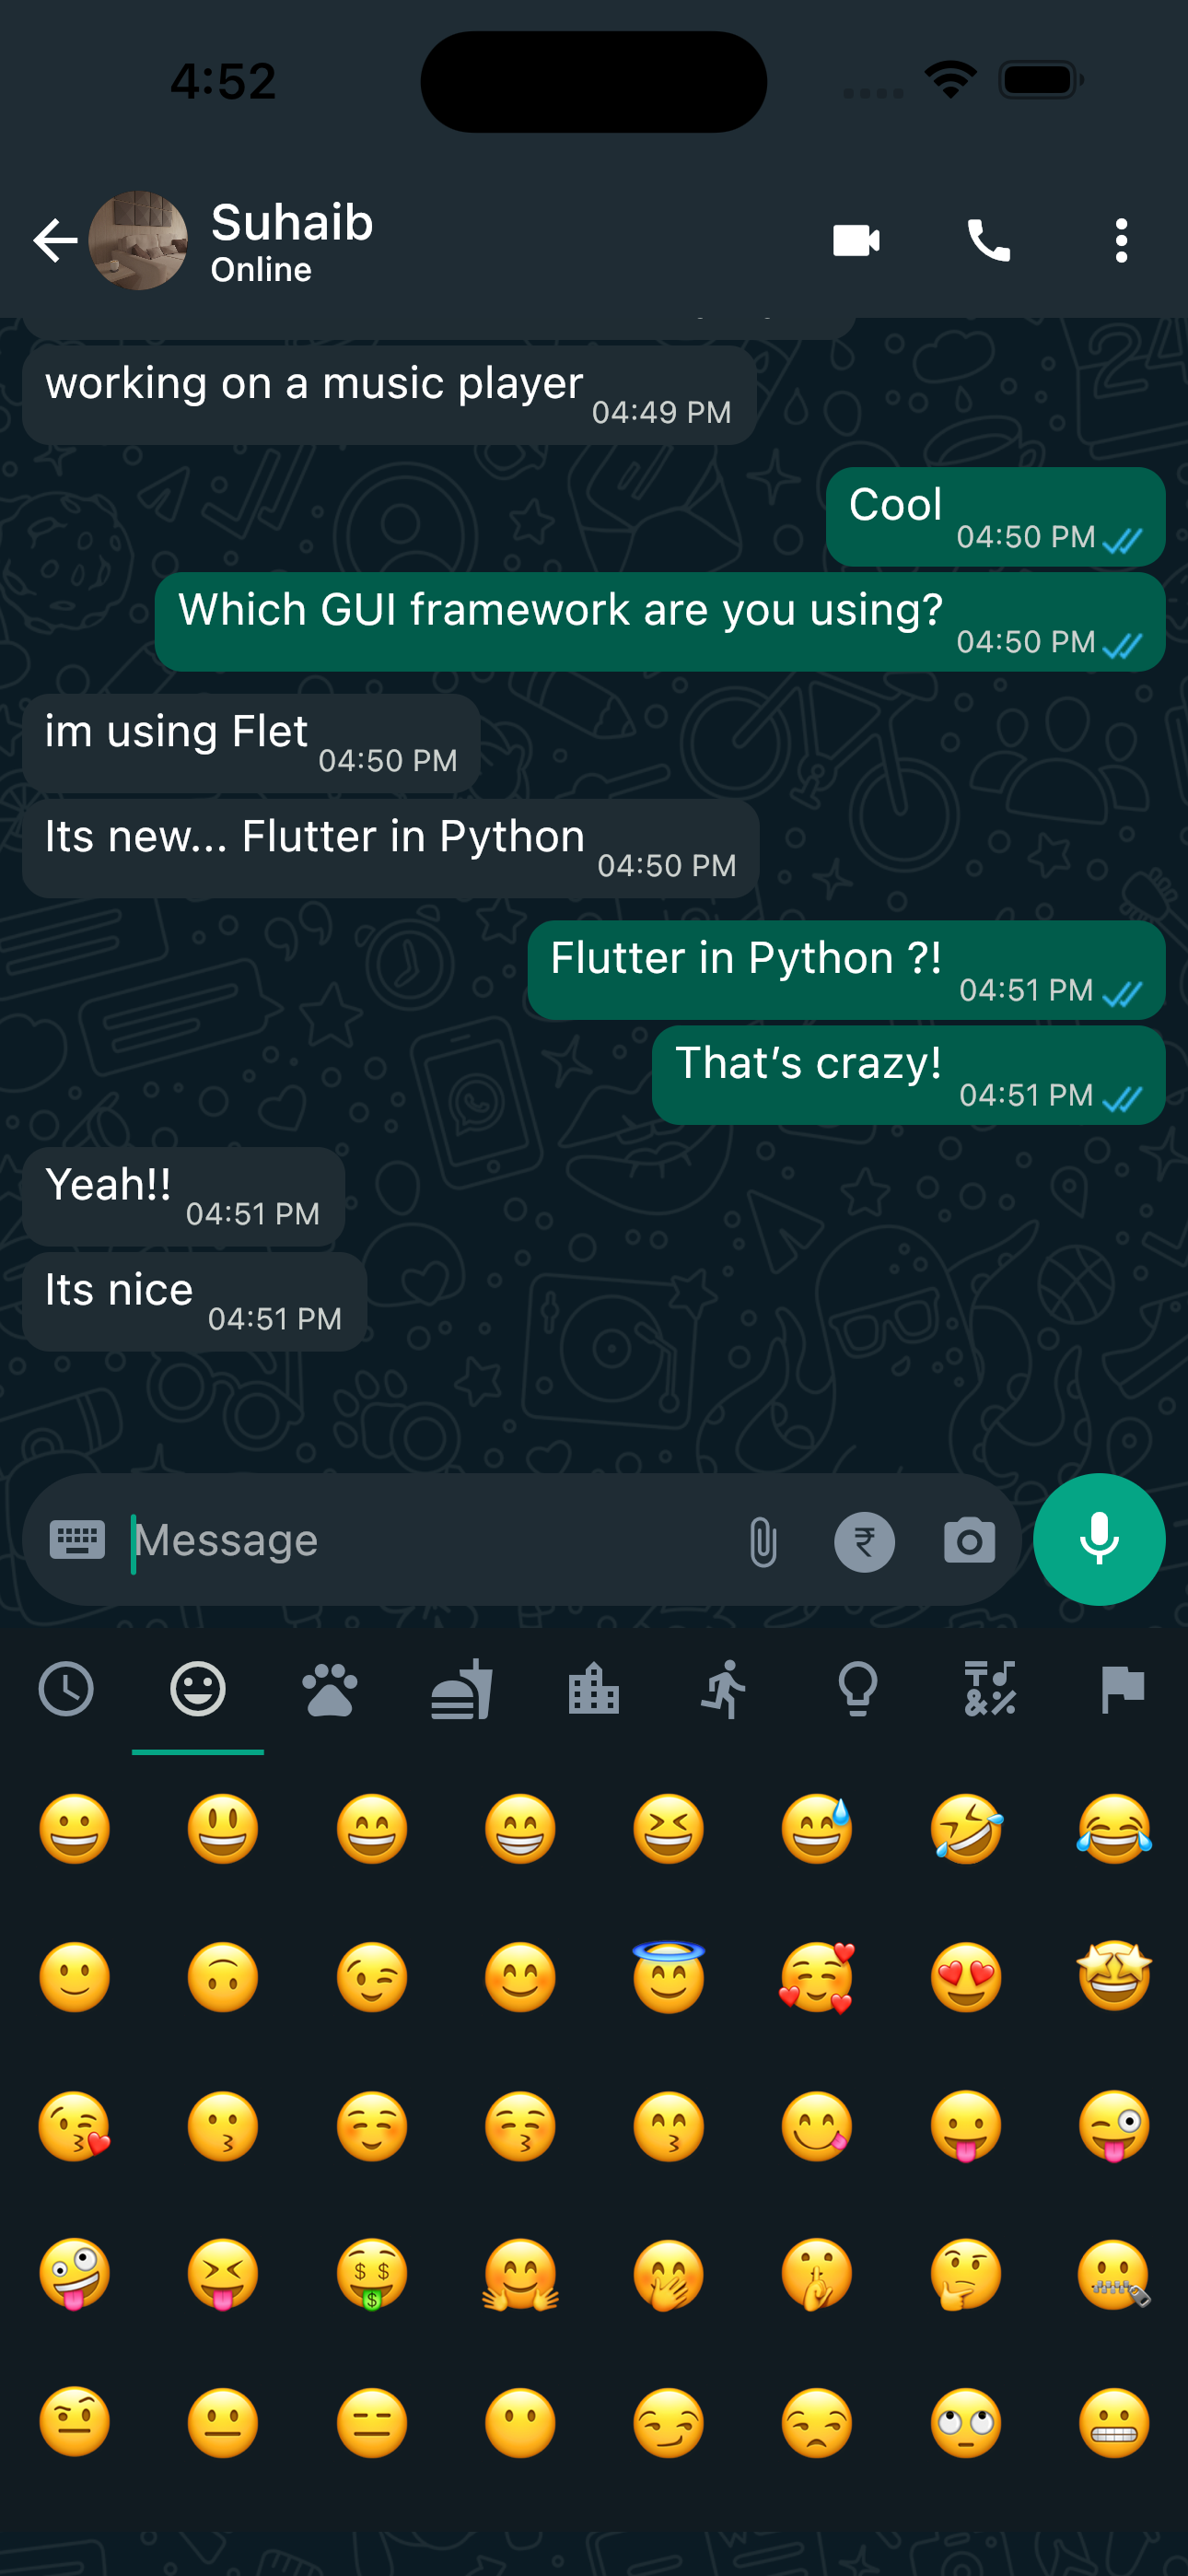 4:52
Suhaib
Online
working on a music player
04:49 PM
Cool
04:50 PM
Which GUI framework are you using?
04:50 PM
im using Flet
04:50 PM
Its new... Flutter in Python
04:50 PM
Flutter in Python ?!
04:51 PM
That’s crazy!
04:51 PM
Yeah!!
04:51 PM
Its nice
04:51 PM
Message